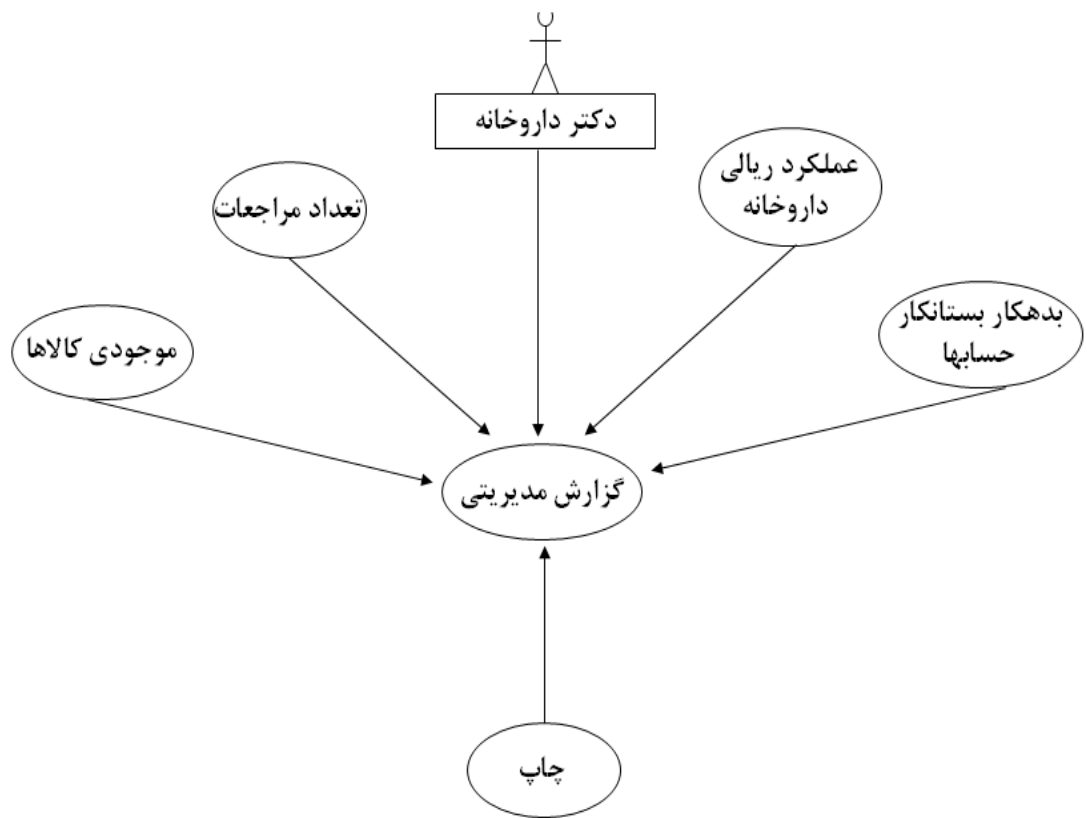 دکتر داروخانه
عملکرد ریالی
داروخانه
تعداد مراجعات
بدهکار بستانکار
حسابها
موجودی کالاها
گزارش مدیریتی
چاپ